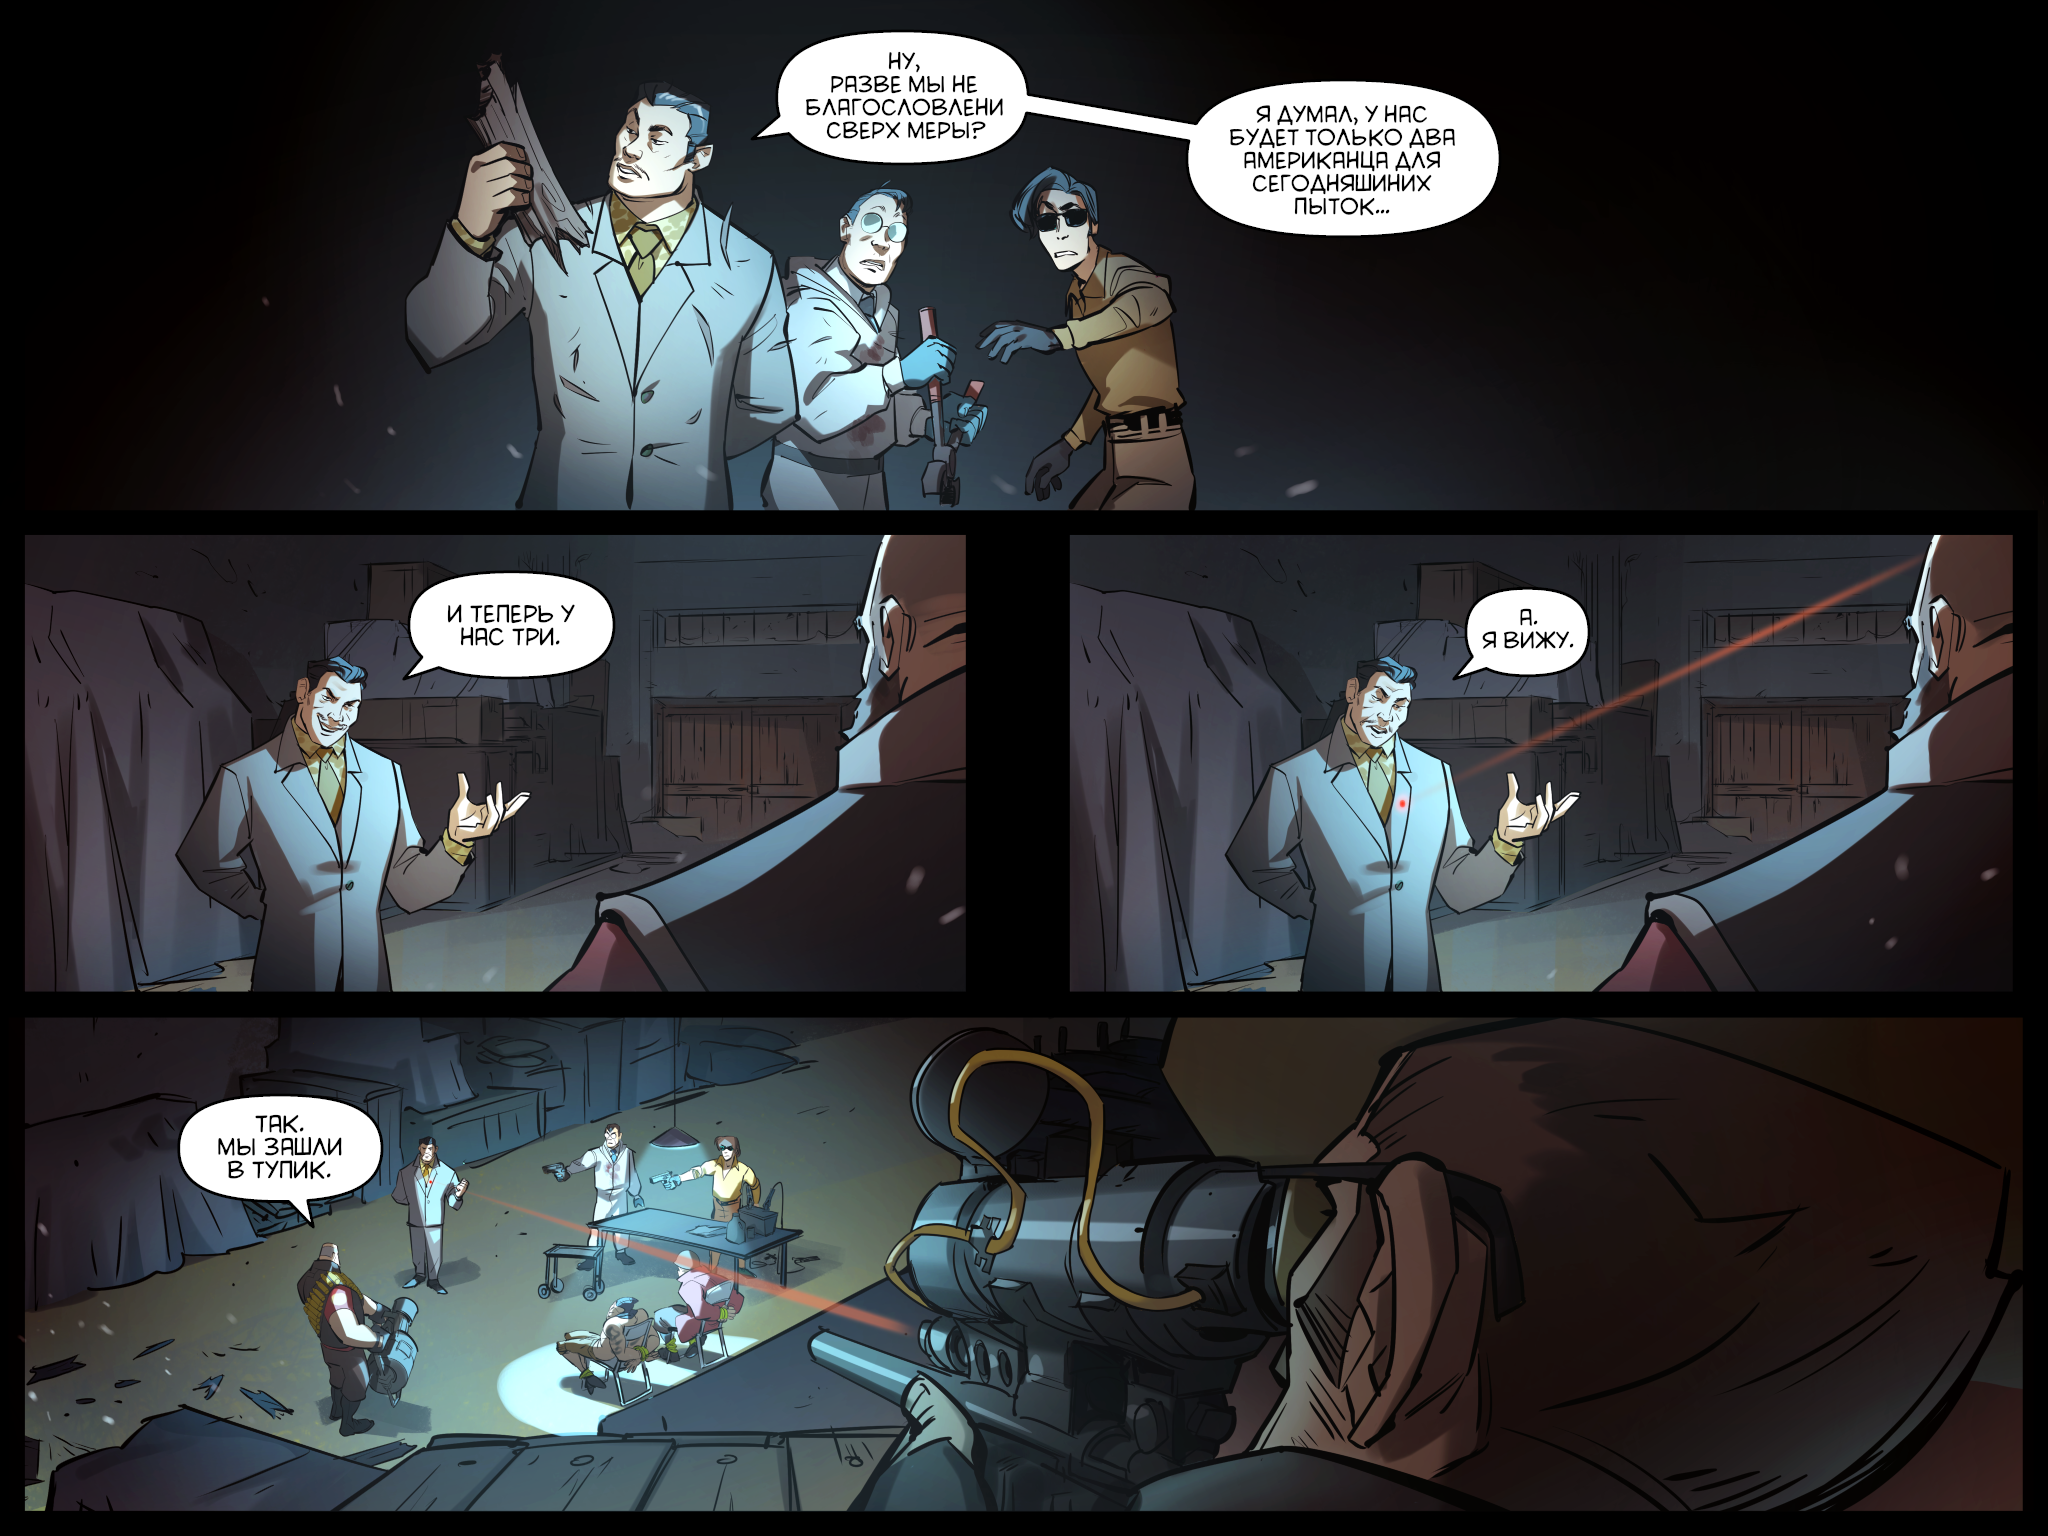 НУ,
РАЗВЕ МЫ НЕ
БЛАГОСЛОВЛЕНИ
СВЕРХ МЕРЫ?
Я ДУМАЛ, У НАС
БУДЕТ ТОЛЬКО ДВА
АМЕРИКАНЦА ДЛЯ
СЕГОДНЯШИНИХ
ПЫТОК...
И ТЕПЕРЬ У
НАС ТРИ.
А.
Я ВИЖУ.
ТАК.
МЫ ЗАШЛИ
В ТУПИК.